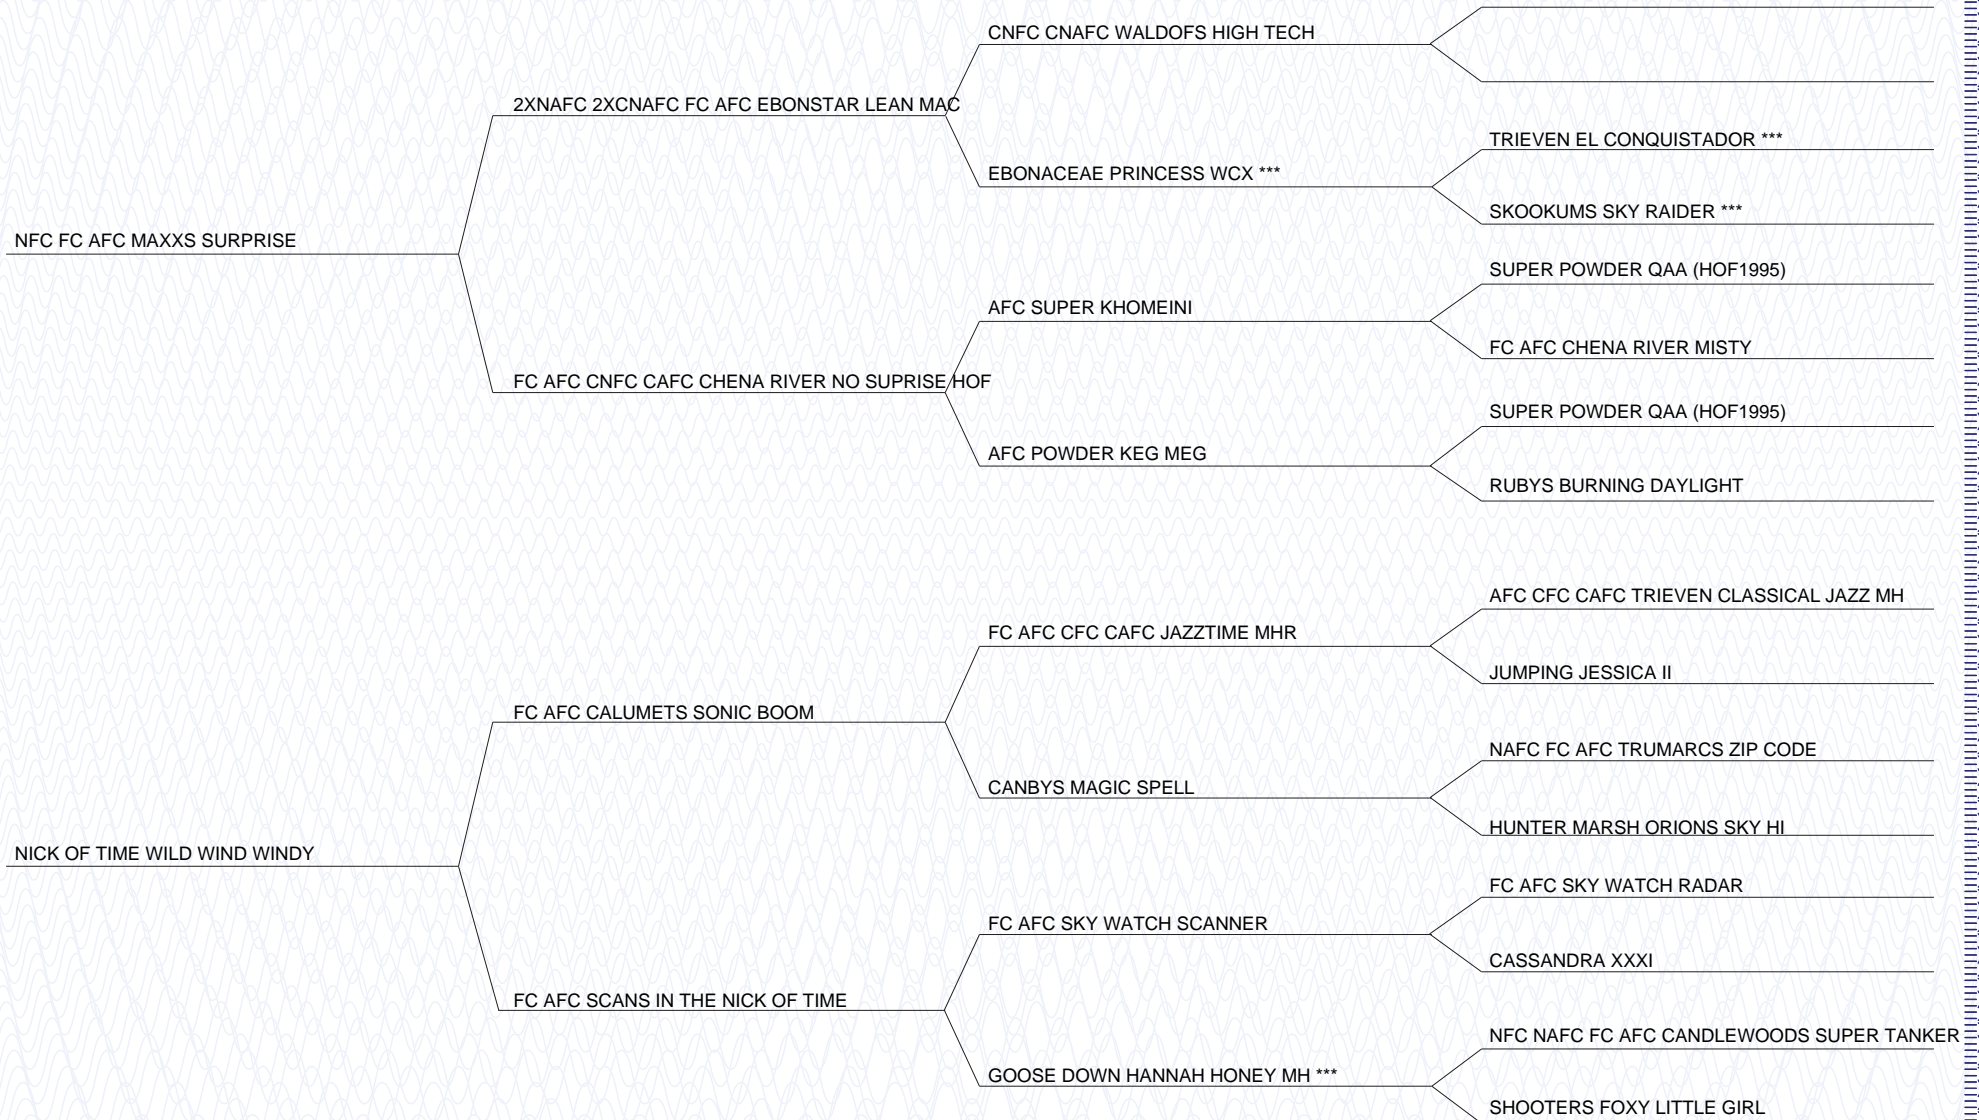 CNFC CNAFC WALDOFS HIGH TECH
2XNAFC 2XCNAFC FC AFC EBONSTAR LEAN MAC
TRIEVEN EL CONQUISTADOR ***
EBONACEAE PRINCESS WCX ***
SKOOKUMS SKY RAIDER ***
NFC FC AFC MAXXS SURPRISE
SUPER POWDER QAA (HOF1995)
AFC SUPER KHOMEINI
FC AFC CHENA RIVER MISTY
FC AFC CNFC CAFC CHENA RIVER NO SUPRISE HOF
SUPER POWDER QAA (HOF1995)
AFC POWDER KEG MEG
RUBYS BURNING DAYLIGHT
AFC CFC CAFC TRIEVEN CLASSICAL JAZZ MH
FC AFC CFC CAFC JAZZTIME MHR
JUMPING JESSICA II
FC AFC CALUMETS SONIC BOOM
NAFC FC AFC TRUMARCS ZIP CODE
CANBYS MAGIC SPELL
HUNTER MARSH ORIONS SKY HI
NICK OF TIME WILD WIND WINDY
FC AFC SKY WATCH RADAR
FC AFC SKY WATCH SCANNER
CASSANDRA XXXI
FC AFC SCANS IN THE NICK OF TIME
NFC NAFC FC AFC CANDLEWOODS SUPER TANKER
GOOSE DOWN HANNAH HONEY MH ***
SHOOTERS FOXY LITTLE GIRL